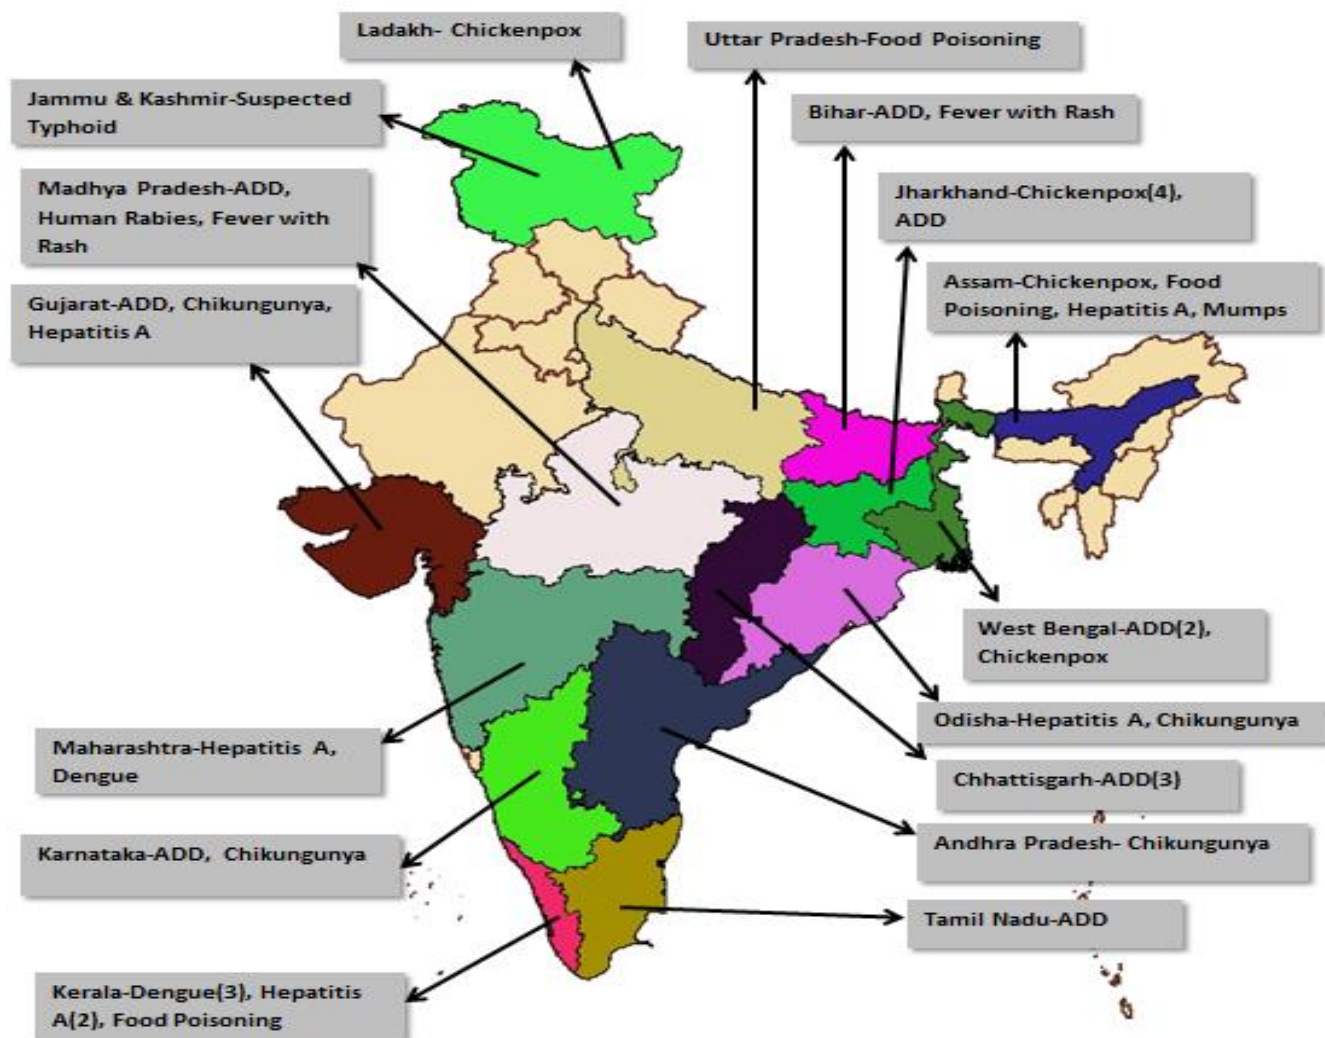 Ladakh- Chickenpox
Uttar Pradesh-Food Poisoning
Jammu & Kashmir-Suspected
Typhoid
Bihar-ADD, Fever with Rash
Madhya Pradesh-ADD,
Human Rabies, Fever with
Rash
Jharkhand-Chickenpox(4),
ADD
Gujarat-ADD, Chikungunya,
Hepatitis A
Assam-Chickenpox, Food
Poisoning, Hepatitis A, Mumps
West Bengal-ADD(2),
Chickenpox
Odisha-Hepatitis A, Chikungunya
Maharashtra-Hepatitis A,
Dengue
Chhattisgarh-ADD(3)
Karnataka-ADD, Chikungunya
Andhra Pradesh- Chikungunya
Tamil Nadu-ADD
Kerala-Dengue(3), Hepatitis
A(2), Food Poisoning